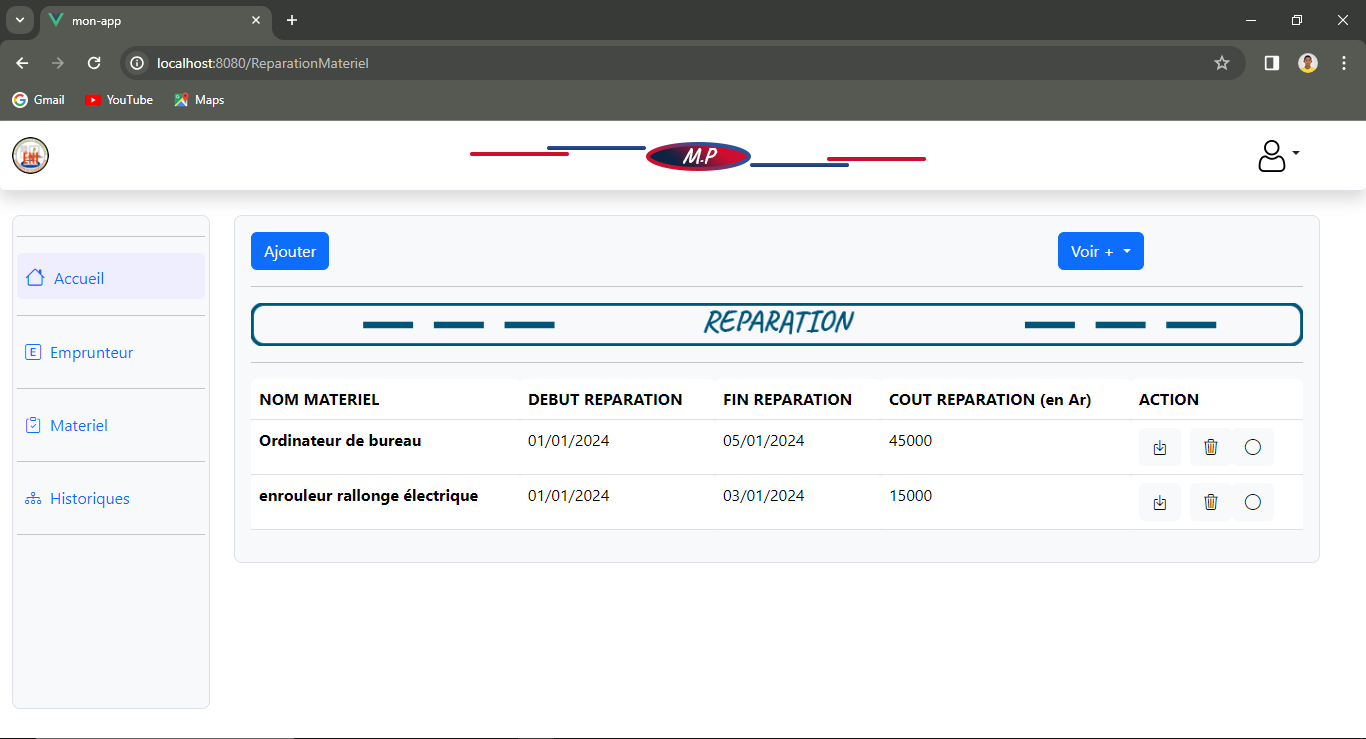 mon-app
localhost:8080/ReparationMateriel
Gmail YouTube Maps
M.P
Ajouter
Voir +
Accueil
REPARATION
Emprunteur
Materiel
Historiques
NOM MATERIEL DEBUT REPARATION FIN REPARATION COUT REPARATION (en Ar) ACTION
Ordinateur de bureau 01/01/2024 05/01/2024 45000
enrouleur rallonge électrique 01/01/2024 03/01/2024 15000